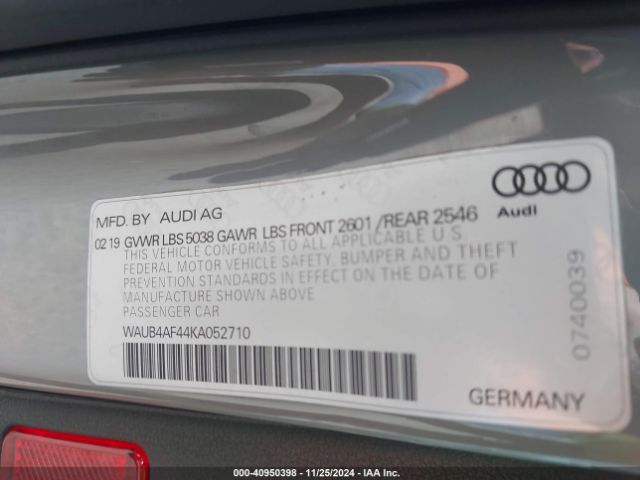 MFD. BY AUDI AG
02 19 GVWR LBS 5038 GAWR LBS FRONT 2601 /REAR 2546
THIS VEHICLE CONFORMS TO ALL APPLICABLE U S
FEDERAL MOTOR VEHICLE SAFETY, BUMPER AND THEFT
PREVENTION STANDARDS IN EFFECT ON THE DATE OF
MANUFACTURE SHOWN ABOVE
PASSENGER CAR
WAUB4AF44KA052710
Audi
0740039
GERMANY
000-40950398 - 11/25/2024 - IAA Inc.